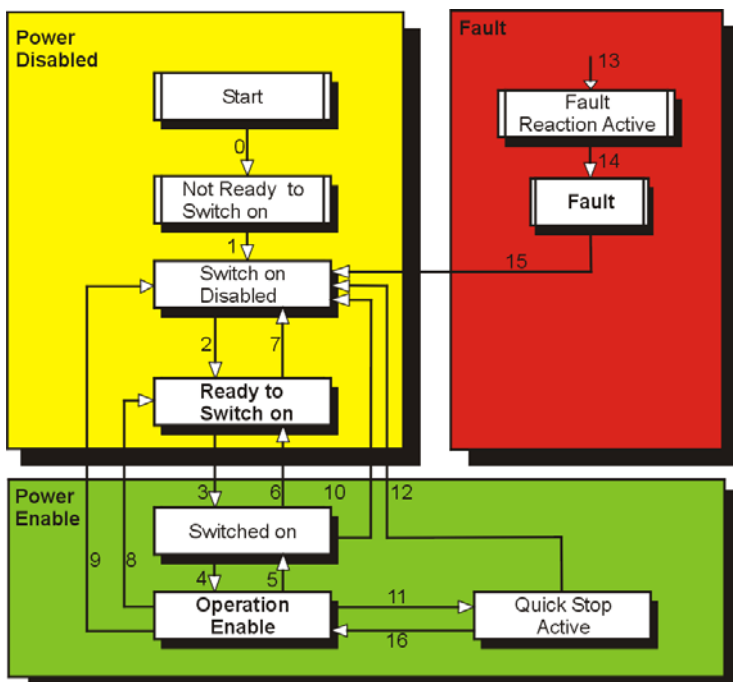 Power
Disabled
Start
0
Not Ready to
Switch on
1
Switch on
Disabled
2
7
Ready to
Switch on
Fault
13
Fault
Reaction Active
14
Fault
15
Power
Enable
3
6
10
12
Switched on
9
8
4
5
Operation
Enable
11
16
Quick Stop
Active